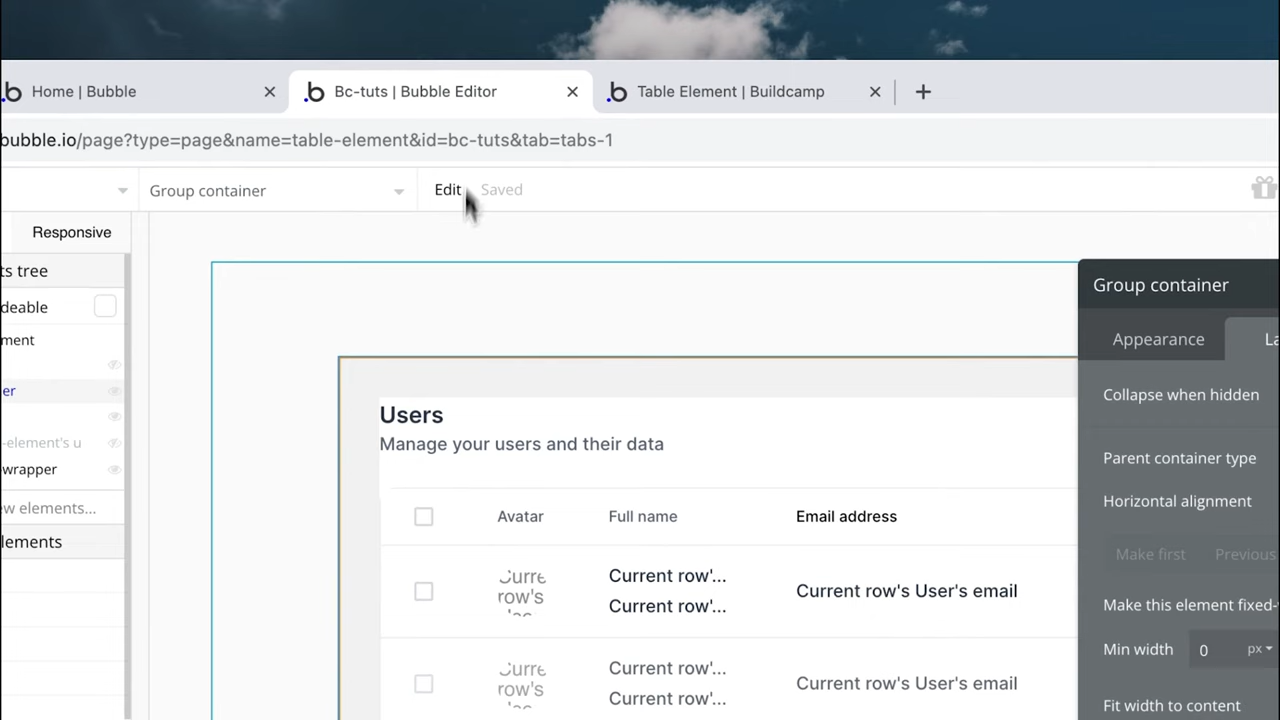 Home | Bubble
Bc-tuts | Bubble Editor
Table Element | Buildcamp
bubble.io/page?type=page&name=table-element&id=bc-tuts&tab=tabs-1
Group container
Edit
Saved
Responsive
ts tree
deable
ment
er
-element's u
wrapper
ew elements...
lements
Users
Manage your users and their data
Avatar
Full name
Email address
Current row'...
Current row'...
Current row's User's email
Current row'...
Current row'...
Current row's User's email
Group container
Appearance
La
Collapse when hidden
Parent container type
Horizontal alignment
Make first
Previous
Make this element fixed-
Min width
0
px
Fit width to content